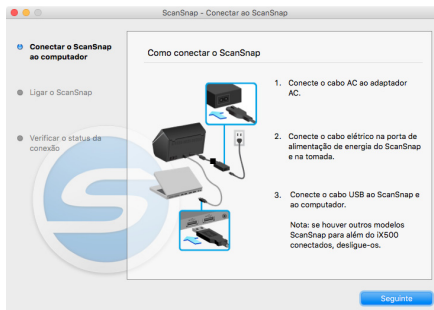 ScanSnap - Conectar ao ScanSnap
Conectar o ScanSnap
ao computador
Ligar o ScanSnap
Verificar o status da
conexão
Como conectar o ScanSnap
1. Conecte o cabo AC ao adaptador
AC.
2. Conecte o cabo elétrico na porta de
alimentação de energia do ScanSnap
e na tomada.
3. Conecte o cabo USB ao ScanSnap e
ao computador.
Nota: se houver outros modelos
ScanSnap para além do iX500
conectados, desligue-os.
Seguinte